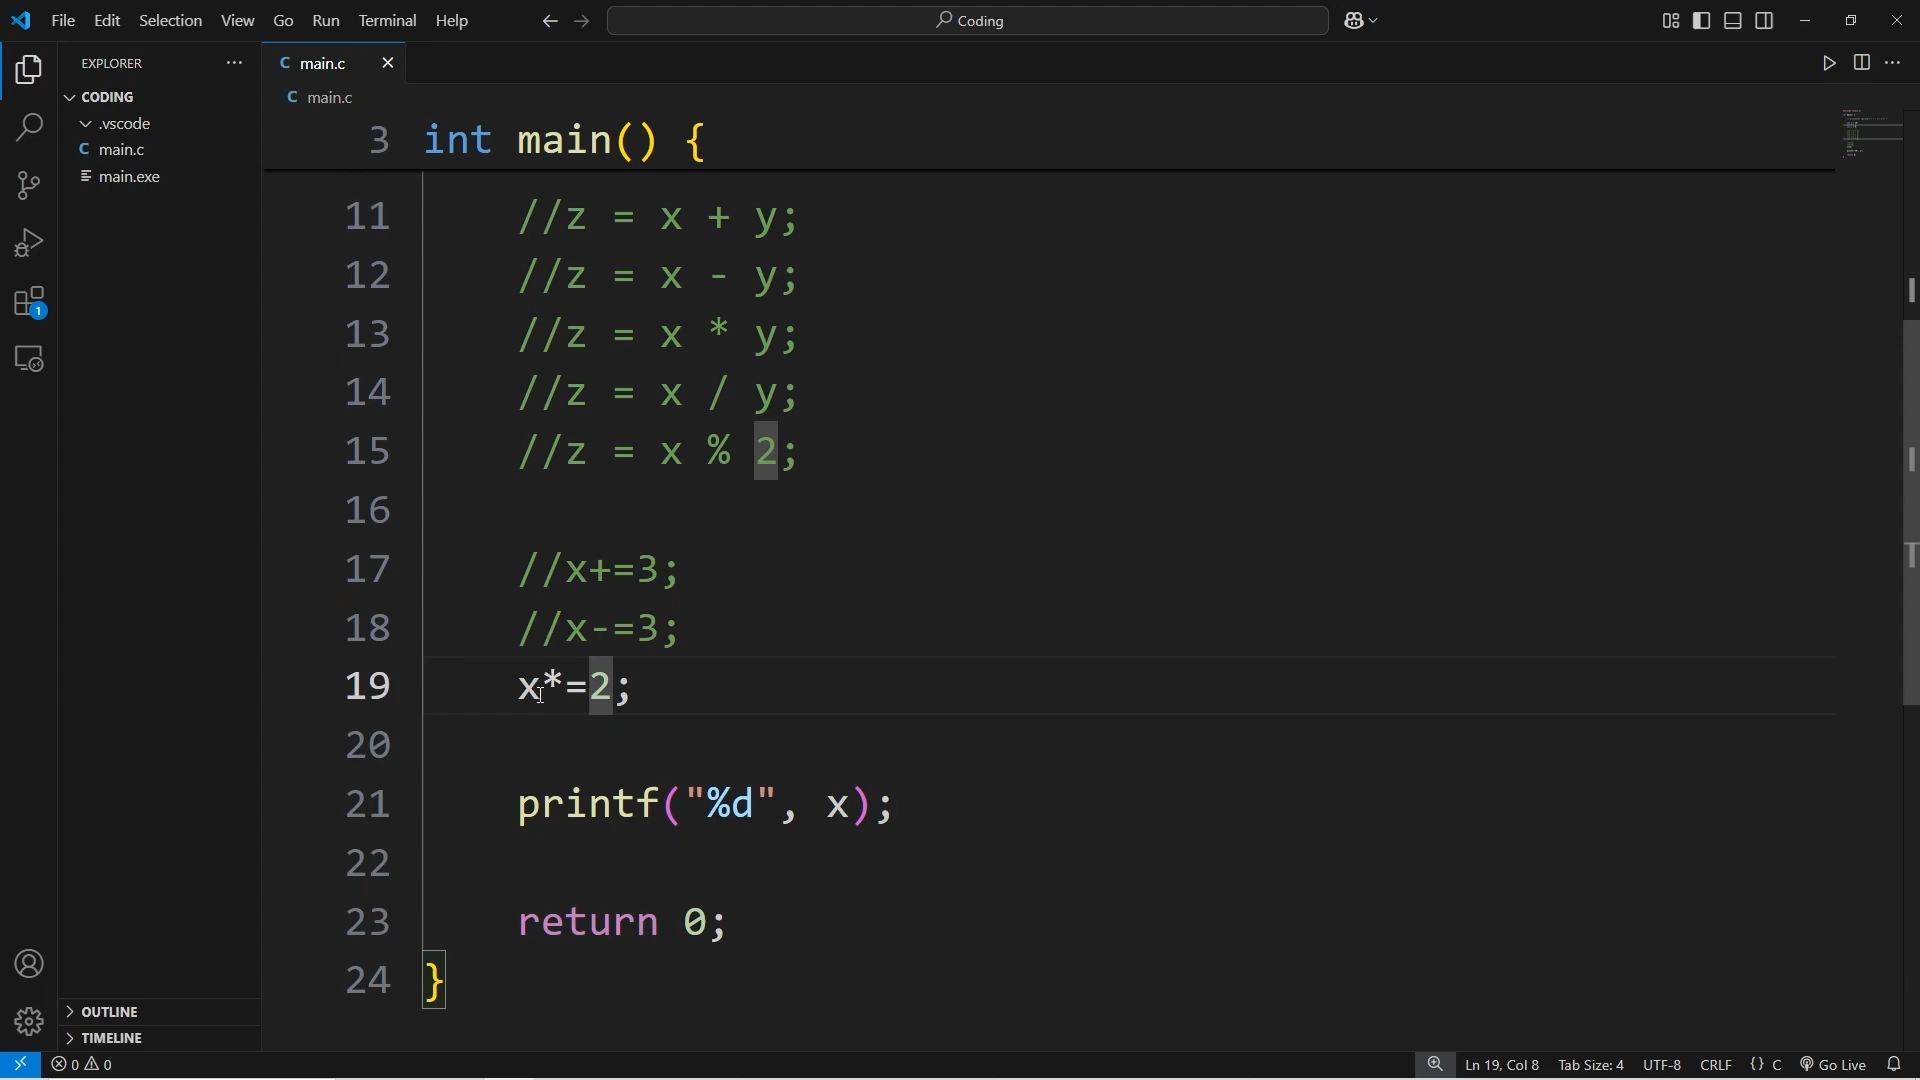 File Edit Selection View Go Run Terminal Help Coding
EXPLORER
CODING
.vscode
C main.c
main.exe
OUTLINE
TIMELINE
1
C main.c
C main.c
3 int main() {
11 //z = x + y;
12 //z = x - y;
13 //z = x * y;
14 //z = x / y;
15 //z = x % 2;
16
17 //x+=3;
18 //x-=3;
19 x*=2;
20
21 printf("%d", x);
22
23 return 0;
24 }
0 0 Ln 19, Col 8 Tab Size: 4 UTF-8 CRLF {} C Go Live